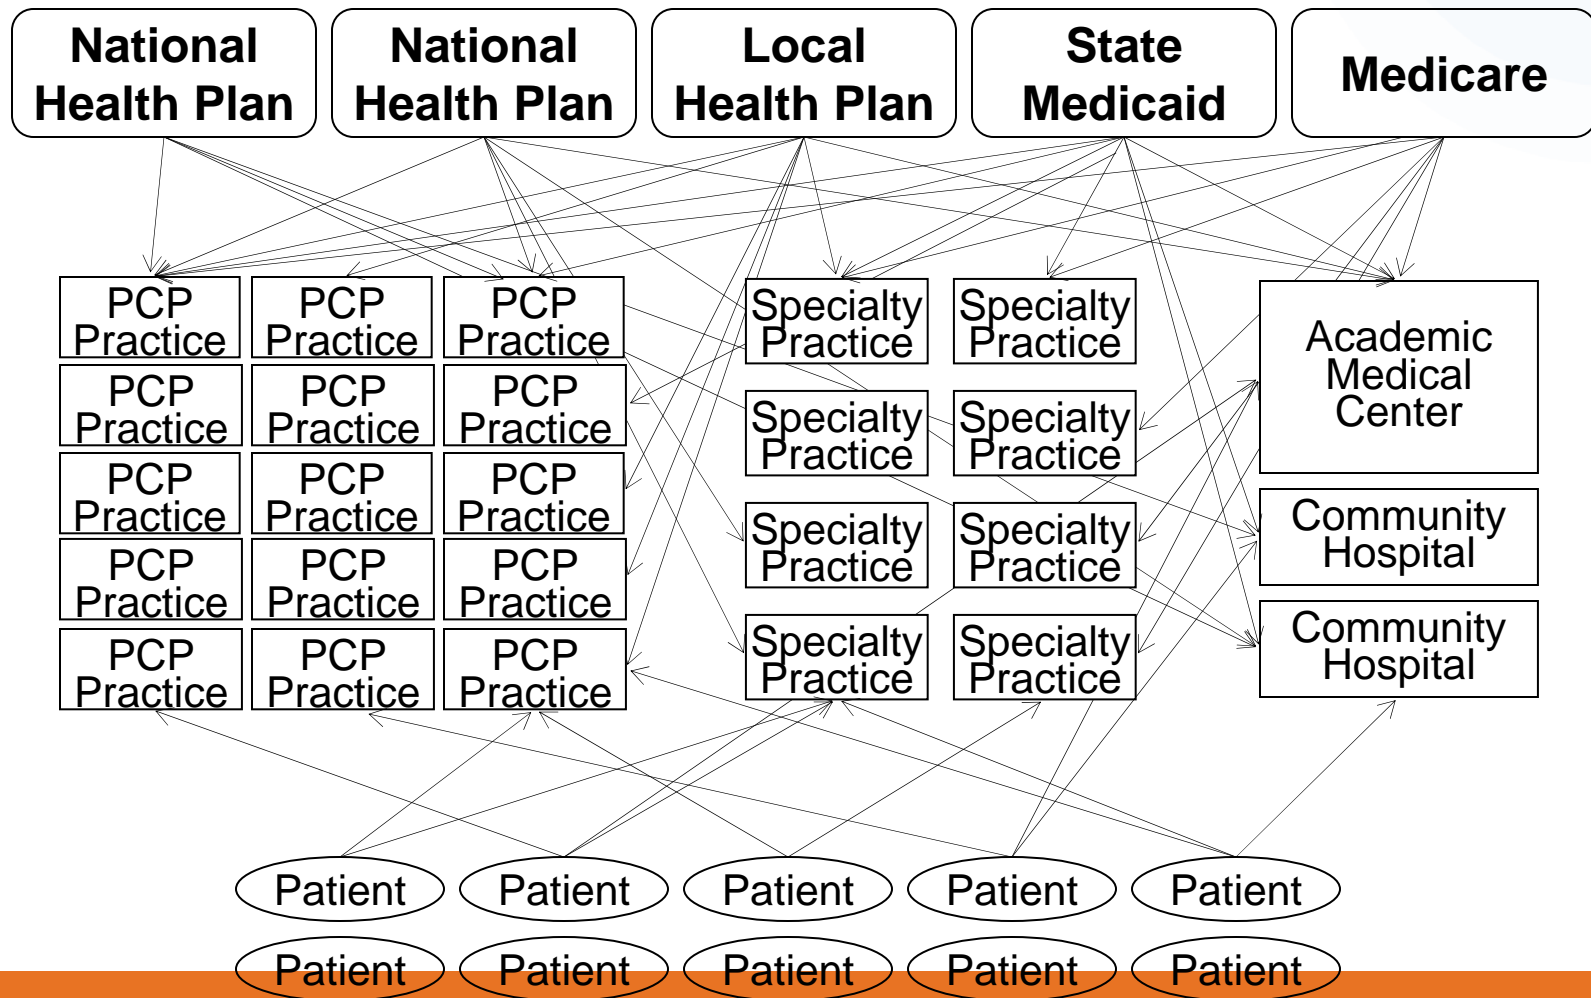 National
Health Plan
National
Health Plan
Local
Health Plan
State
Medicaid
Medicare
PCP
Practice
PCP
Practice
PCP
Practice
Specialty
Practice
Specialty
Practice
Academic
Medical
Center
PCP
Practice
PCP
Practice
PCP
Practice
Specialty
Practice
Specialty
Practice
PCP
Practice
PCP
Practice
PCP
Practice
Specialty
Practice
Specialty
Practice
Community
Hospital
PCP
Practice
PCP
Practice
PCP
Practice
PCP
Practice
PCP
Practice
PCP
Practice
Specialty
Practice
Specialty
Practice
Community
Hospital
Patient
Patient
Patient
Patient
Patient
Patient
Patient
Patient
Patient
Patient